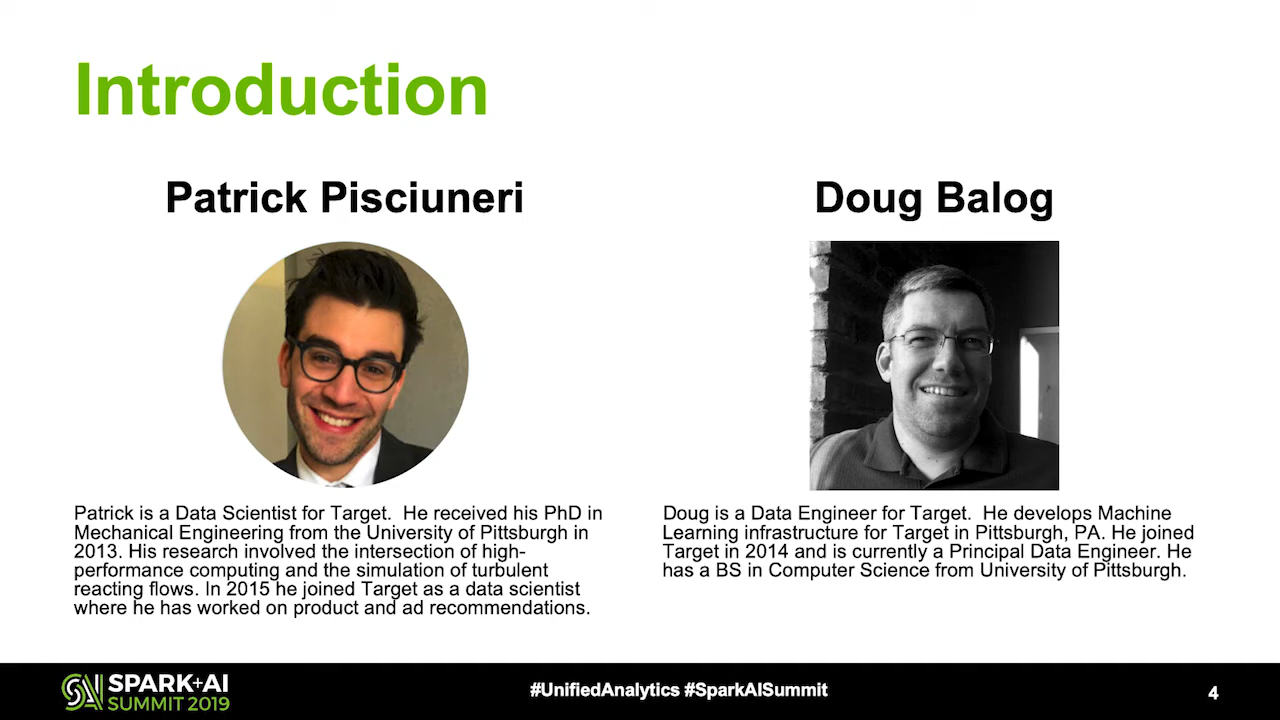 Introduction
Patrick Pisciuneri
Patrick is a Data Scientist for Target.  He received his PhD in
Mechanical Engineering from the University of Pittsburgh in
2013. His research involved the intersection of high-
performance computing and the simulation of turbulent
reacting flows. In 2015 he joined Target as a data scientist
where he has worked on product and ad recommendations.
Doug Balog
Doug is a Data Engineer for Target.  He develops Machine
Learning infrastructure for Target in Pittsburgh, PA. He joined
Target in 2014 and is currently a Principal Data Engineer. He
has a BS in Computer Science from University of Pittsburgh.
SPARK+AI
SUMMIT 2019
#UnifiedAnalytics #SparkAISummit
4